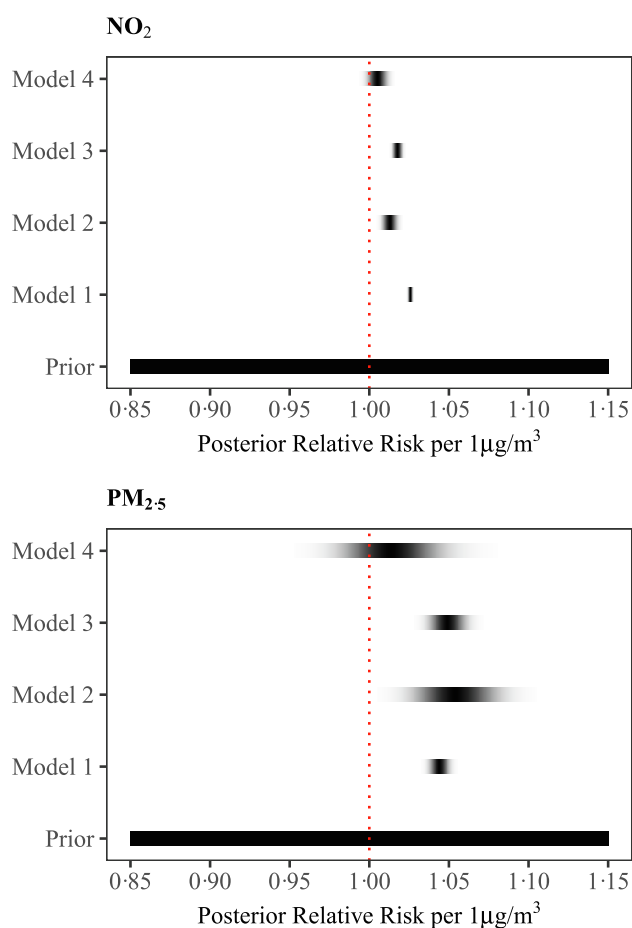 NO₂
Model 4
Model 3
Model 2
Model 1
Prior
0·85 0·90 0·95 1·00 1·05 1·10 1·15
Posterior Relative Risk per 1μg/m³
PM₂.₅
Model 4
Model 3
Model 2
Model 1
Prior
0·85 0·90 0·95 1·00 1·05 1·10 1·15
Posterior Relative Risk per 1μg/m³